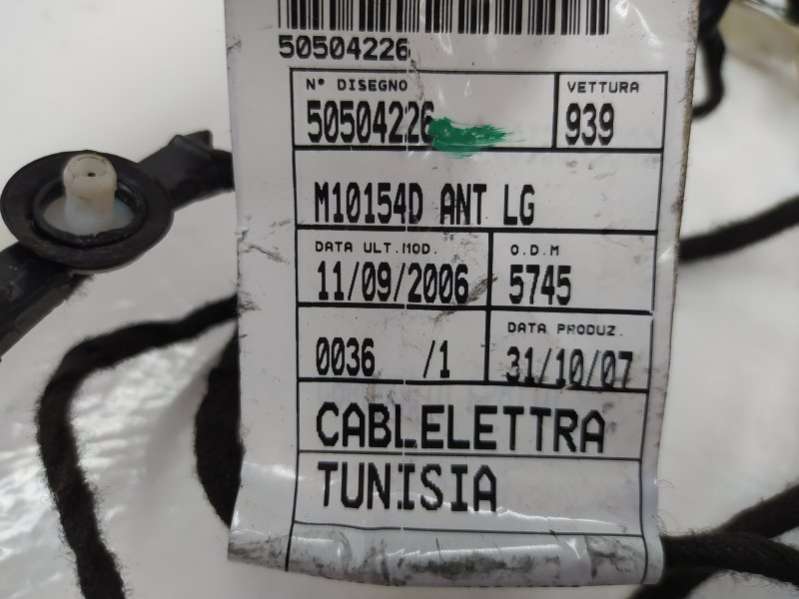 50504226
N° DISEGNO VETTURA
50504226 939
M10154D ANT LG
DATA ULT.MOD. O.D.M
11/09/2006 5745
DATA PRODUZ.
0036 /1 31/10/07
CABLELETTRA
TUNISIA